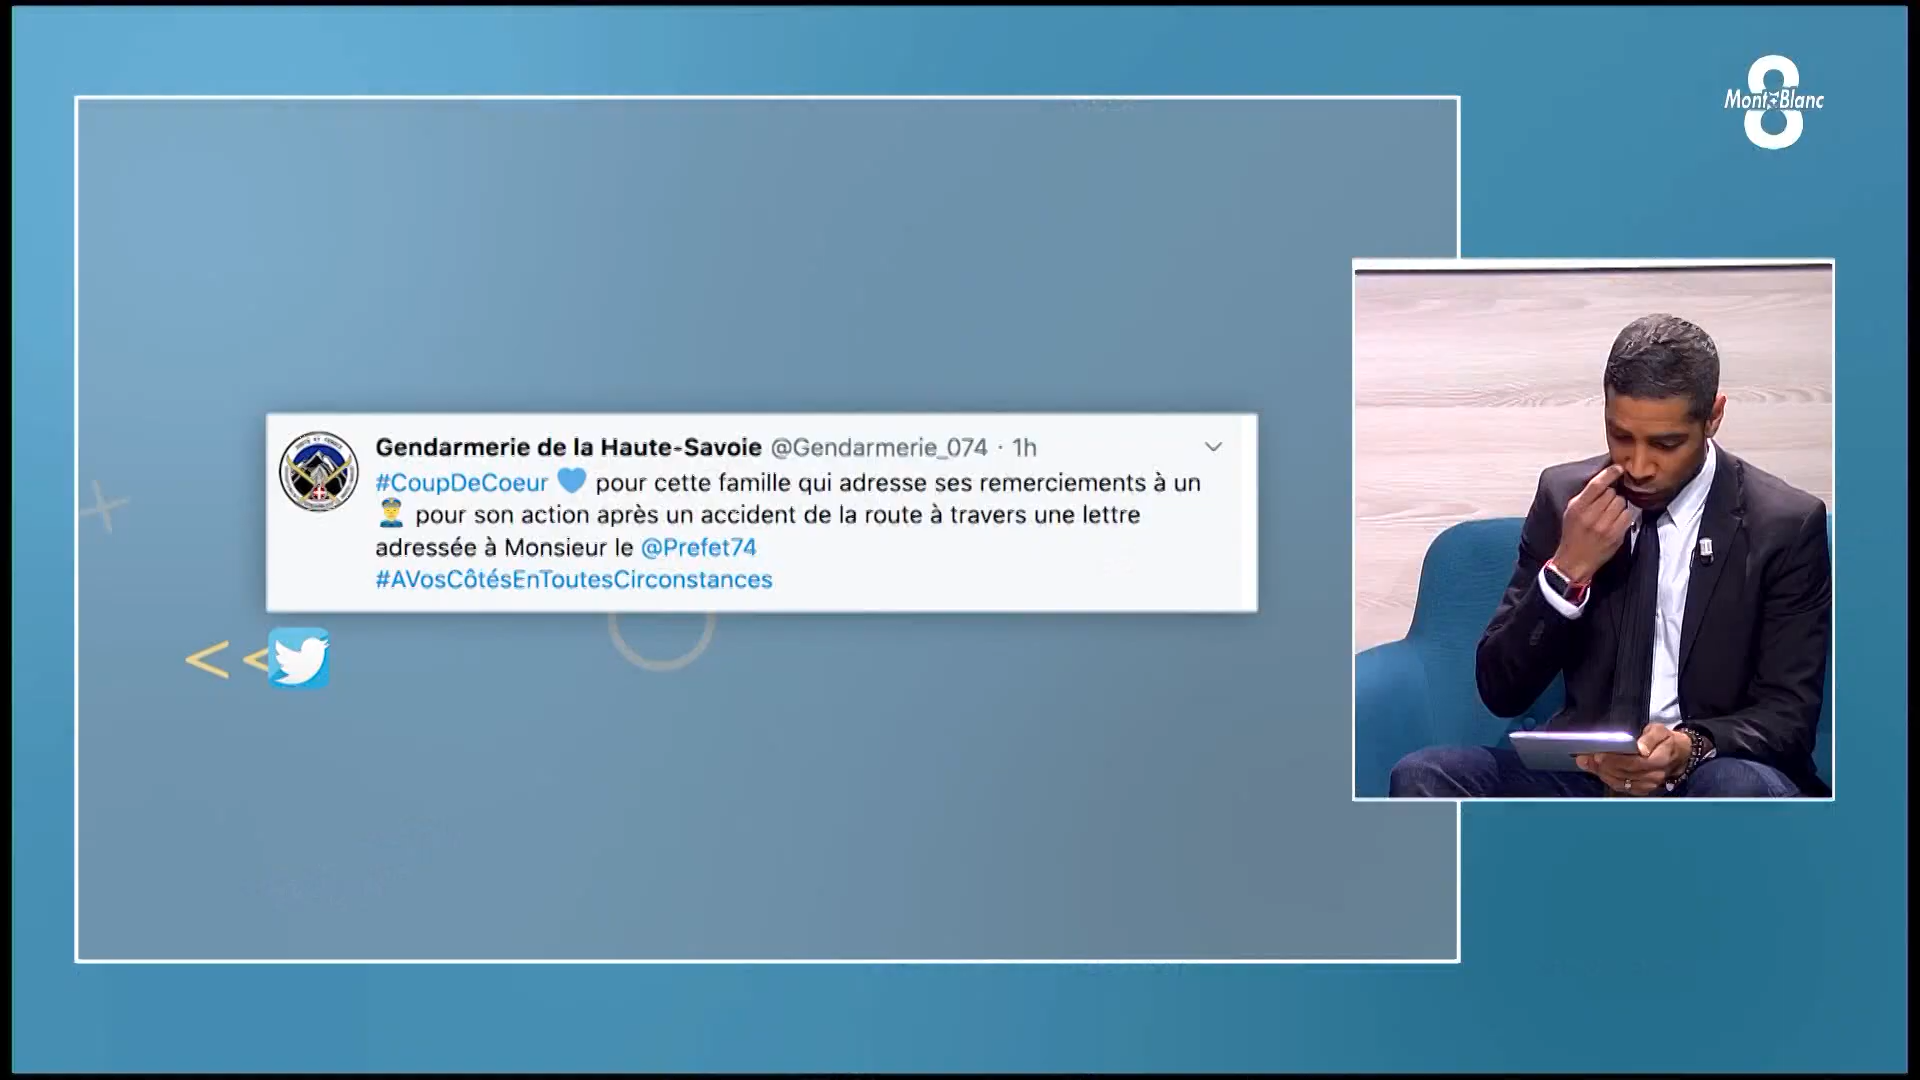 8
Mont Blanc
Gendarmerie de la Haute-Savoie @Gendarmerie_074 · 1h
#CoupDeCoeur 💙 pour cette famille qui adresse ses remerciements à un
👮 pour son action après un accident de la route à travers une lettre
adressée à Monsieur le @Prefet74
#AVosCôtésEnToutesCirconstances